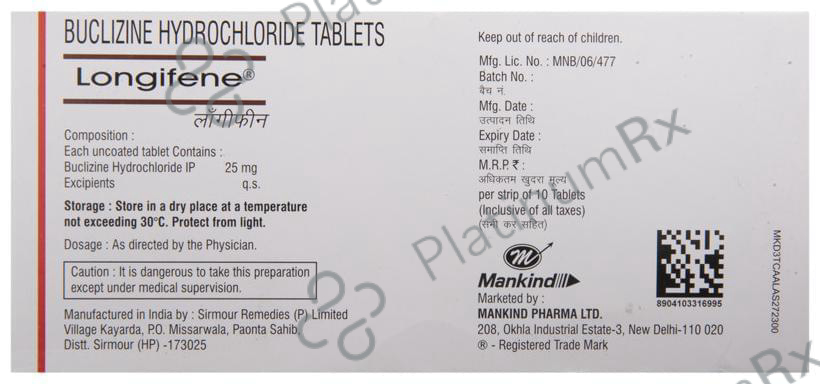 BUCLIZINE HYDROCHLORIDE TABLETS
Longifene®
लाँगीफीन
Composition :
Each uncoated tablet Contains :
Buclizine Hydrochloride IP 25 mg
Excipients q.s.
Storage : Store in a dry place at a temperature
not exceeding 30°C. Protect from light.
Dosage : As directed by the Physician.
Caution : It is dangerous to take this preparation
except under medical supervision.
Manufactured in India by : Sirmour Remedies (P) Limited
Village Kayarda, P.O. Missarwala, Paonta Sahib,
Distt. Sirmour (HP) -173025
Keep out of reach of children.
Mfg. Lic. No. : MNB/06/477
Batch No. :
बैच नं.
Mfg. Date :
उत्पादन तिथि
Expiry Date :
समाप्ति तिथि
M.R.P. ₹ :
अधिकतम खुदरा मूल्य
per strip of 10 Tablets
(Inclusive of all taxes)
(सभी कर सहित)
Mankind
Marketed by :
MANKIND PHARMA LTD.
208, Okhla Industrial Estate-3, New Delhi-110 020
® - Registered Trade Mark
8904103316995
MKD3TCAALAS272300
PlatinumRx
PlatinumRx